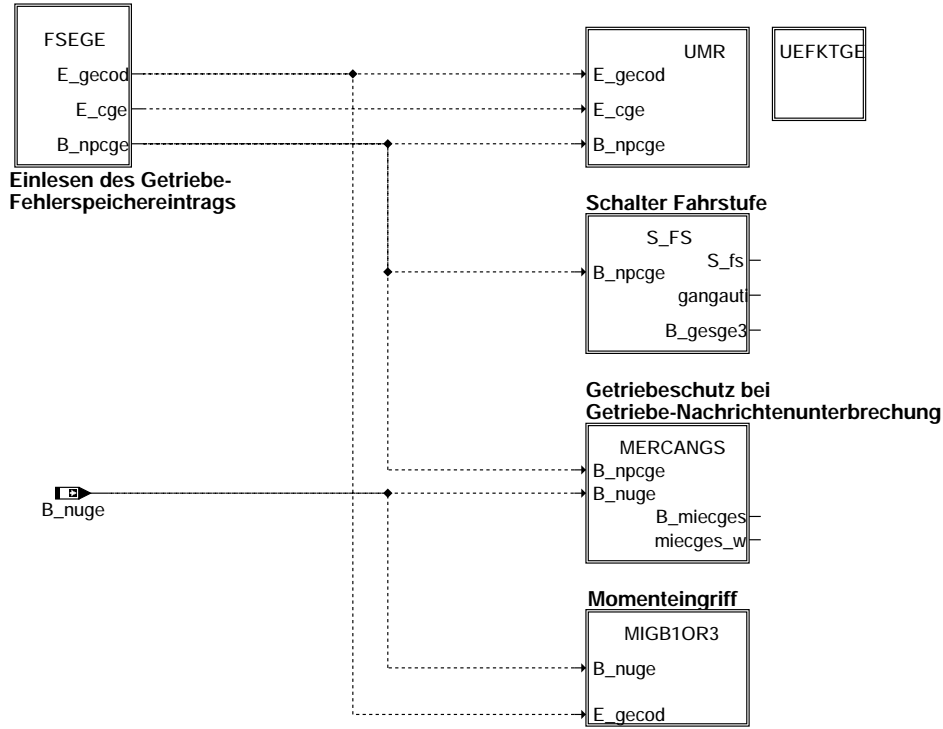 FSEGE
E_gecod
E_cge
B_npcge
Einlesen des Getriebe-
Fehlerspeichereintrags
UMR
E_gecod
E_cge
B_npcge
UEFKTGE
Schalter Fahrstufe
S_FS
S_fs
B_npcge
gangauti
B_gesge3
Getriebeschutz bei
Getriebe-Nachrichtenunterbrechung
MERCANGS
B_npcge
B_nuge
B_miecges
miecges_w
B_nuge
Momenteingriff
MIGB1OR3
B_nuge
E_gecod